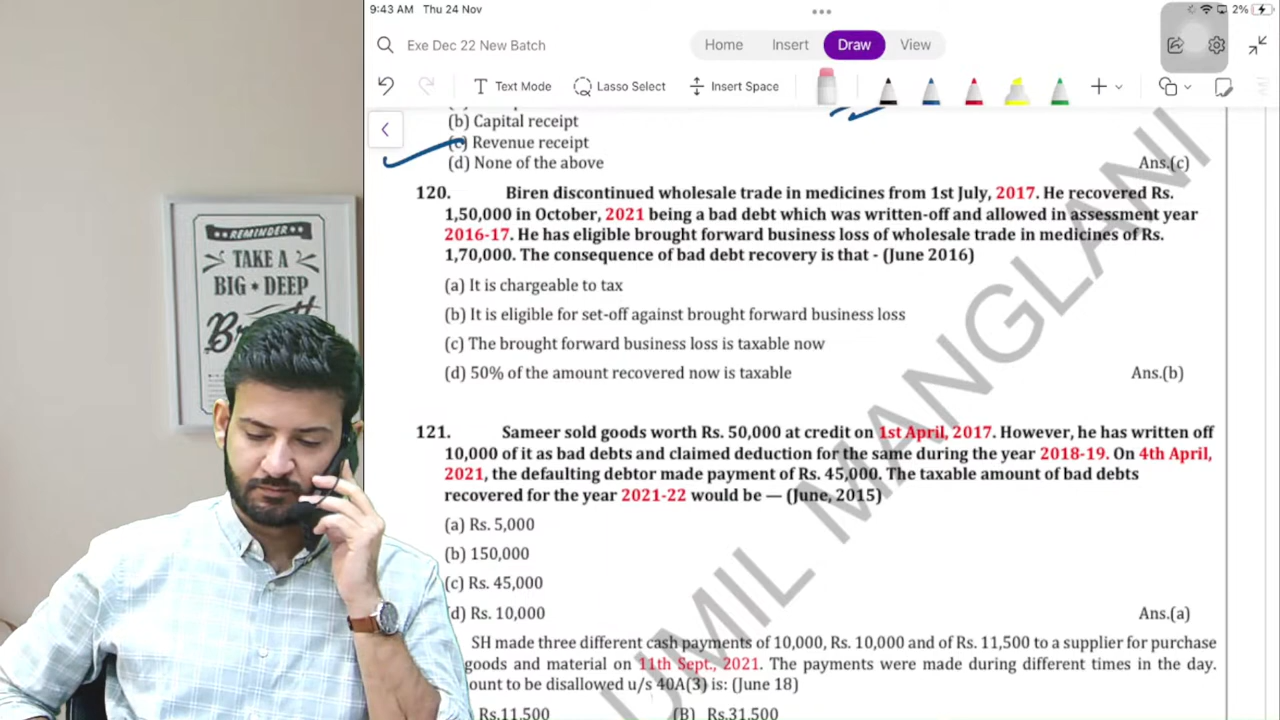 9:43 AM Thu 24 Nov
2%
Exe Dec 22 New Batch
Home Insert Draw View
Text Mode Lasso Select Insert Space
(b) Capital receipt
(c) Revenue receipt
(d) None of the above Ans.(c)
120. Biren discontinued wholesale trade in medicines from 1st July, 2017. He recovered Rs.
1,50,000 in October, 2021 being a bad debt which was written-off and allowed in assessment year
2016-17. He has eligible brought forward business loss of wholesale trade in medicines of Rs.
1,70,000. The consequence of bad debt recovery is that - (June 2016)
(a) It is chargeable to tax
(b) It is eligible for set-off against brought forward business loss
(c) The brought forward business loss is taxable now
(d) 50% of the amount recovered now is taxable Ans.(b)
121. Sameer sold goods worth Rs. 50,000 at credit on 1st April, 2017. However, he has written off
10,000 of it as bad debts and claimed deduction for the same during the year 2018-19. On 4th April,
2021, the defaulting debtor made payment of Rs. 45,000. The taxable amount of bad debts
recovered for the year 2021-22 would be — (June, 2015)
(a) Rs. 5,000
(b) 150,000
(c) Rs. 45,000
(d) Rs. 10,000 Ans.(a)
SH made three different cash payments of 10,000, Rs. 10,000 and of Rs. 11,500 to a supplier for purchase
goods and material on 11th Sept., 2021. The payments were made during different times in the day.
ount to be disallowed u/s 40A(3) is: (June 18)
Rs.11,500 (B) Rs.31,500
UMIL MANGLANI
REMINDER
TAKE A
BIG DEEP